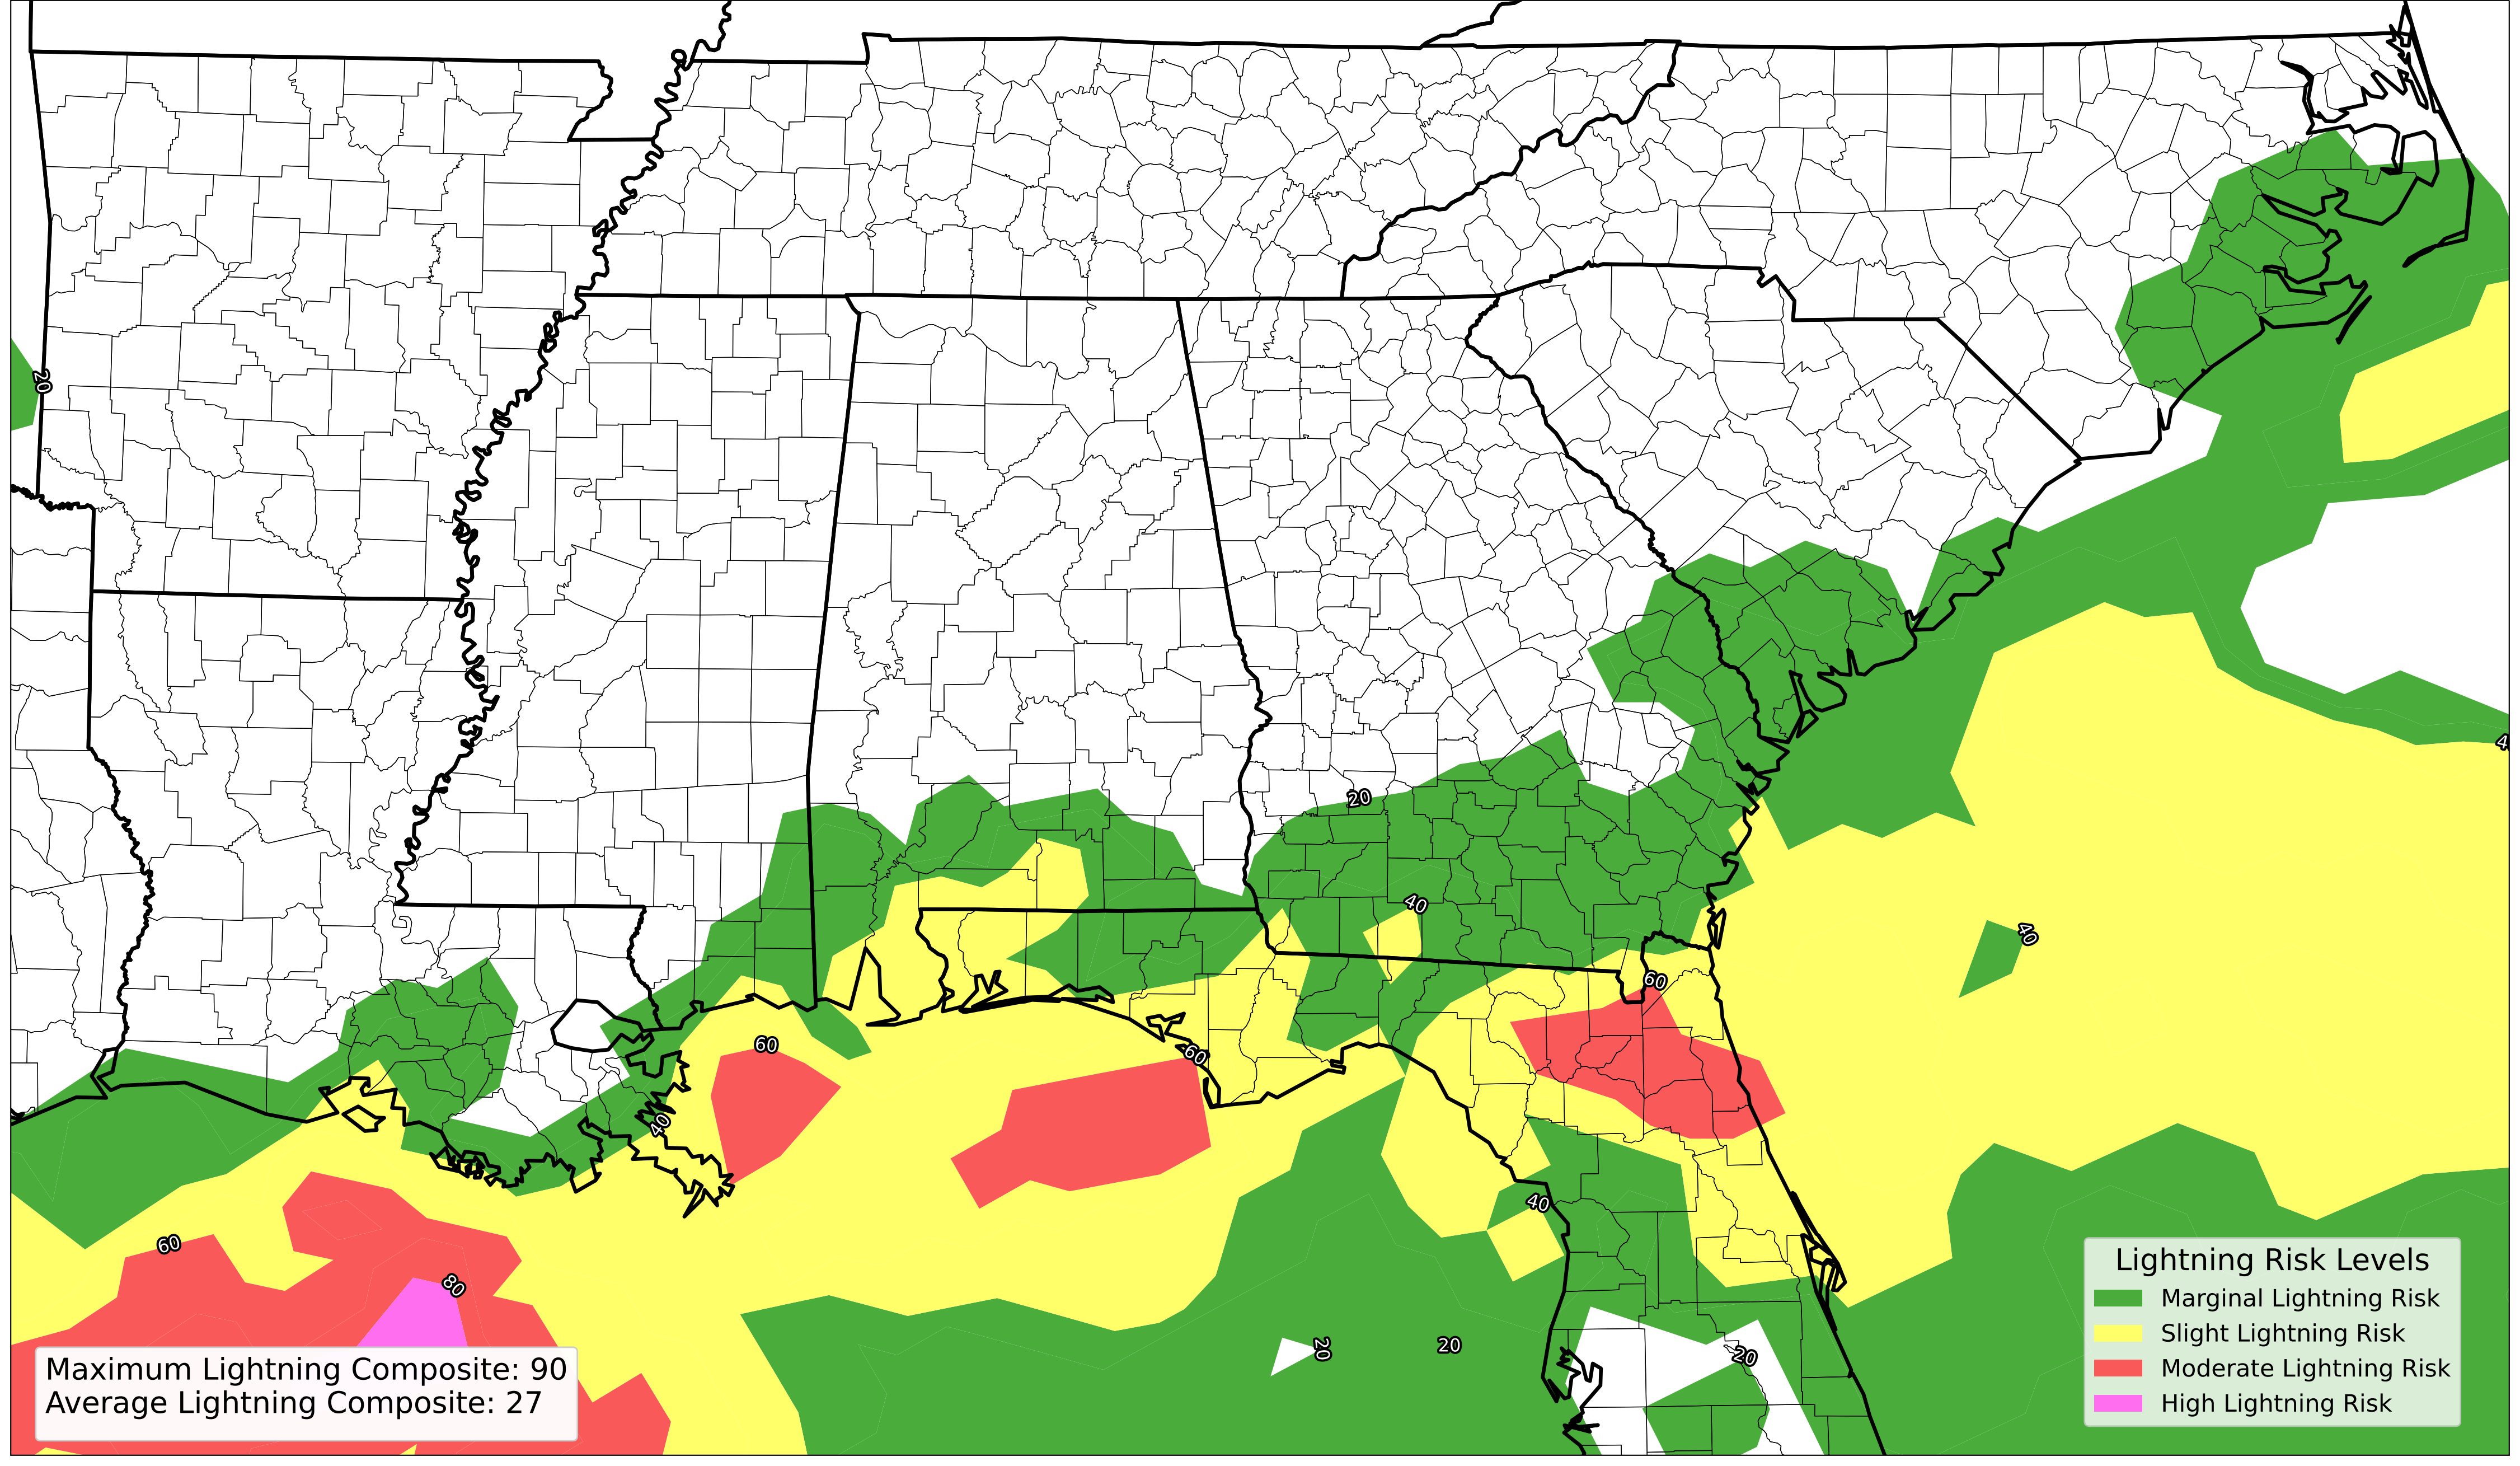 20
20
40
4
40
60
60
60
40
40
60
80
20
20
20
Lightning Risk Levels
Marginal Lightning Risk
Slight Lightning Risk
Moderate Lightning Risk
High Lightning Risk
Maximum Lightning Composite: 90
Average Lightning Composite: 27